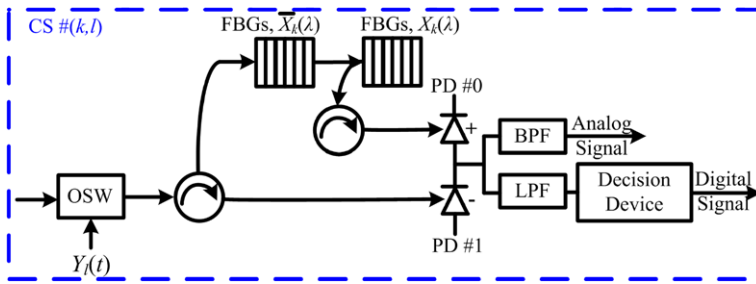 CS #(k,l)
FBGs, X̅ₖ(λ)
FBGs, Xₖ(λ)
PD #0
+
BPF
Analog
Signal
OSW
-
LPF
Decision
Device
Digital
Signal
Yₗ(t)
PD #1